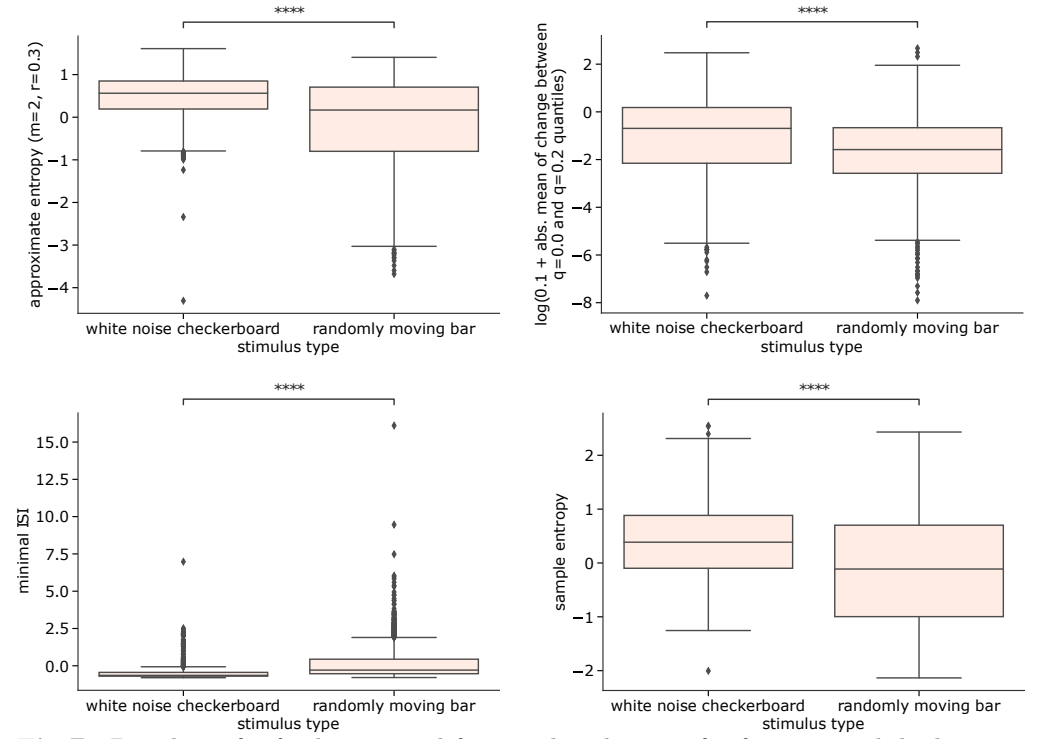 ****
approximate entropy (m=2, r=0.3)
1
0
−1
−2
−3
−4
white noise checkerboard
randomly moving bar
stimulus type
****
log(0.1 + abs. mean of change between
q=0.0 and q=0.2 quantiles)
2
0
−2
−4
−6
−8
white noise checkerboard
randomly moving bar
stimulus type
****
minimal ISI
15.0
12.5
10.0
7.5
5.0
2.5
0.0
white noise checkerboard
randomly moving bar
stimulus type
****
sample entropy
2
1
0
−1
−2
white noise checkerboard
randomly moving bar
stimulus type